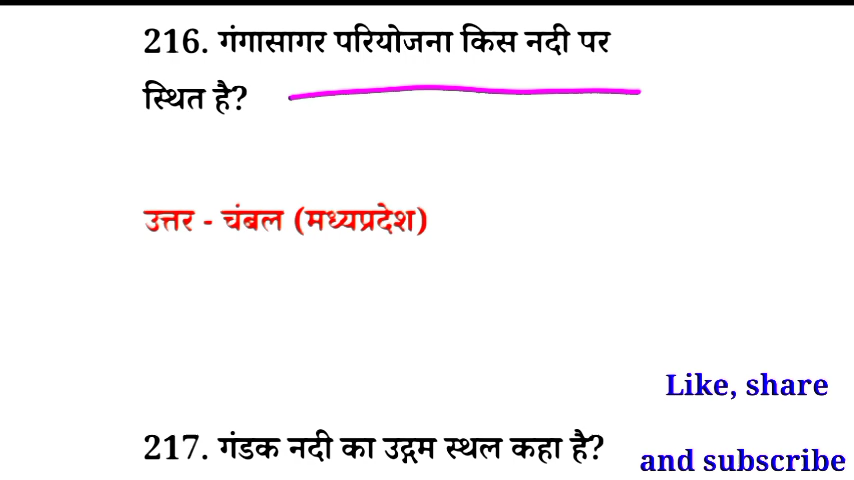 216. गंगासागर परियोजना किस नदी पर
स्थित है?
उत्तर - चंबल (मध्यप्रदेश)
Like, share
217. गंडक नदी का उद्गम स्थल कहा है?
and subscribe